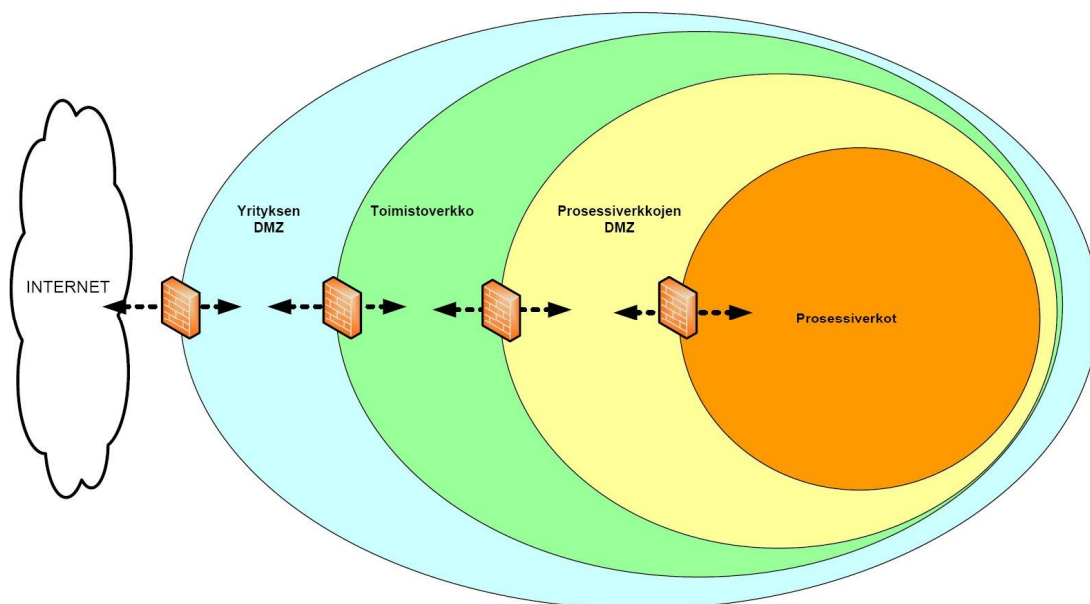 INTERNET
Yrityksen
DMZ
Toimistoverkko
Prosessiverkkojen
DMZ
Prosessiverkot